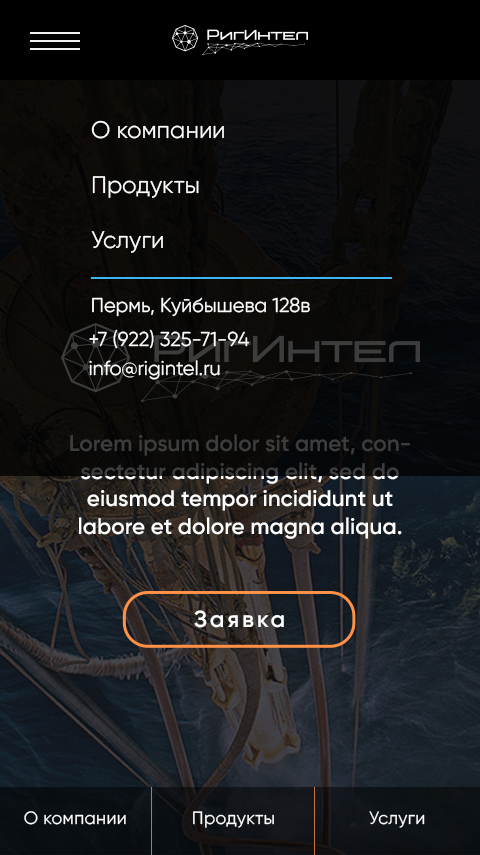 РигИнтел
О компании
Продукты
Услуги
Пермь, Куйбышева 128в
+7 (922) 325-71-94
РигИнтел
info@rigintel.ru
Lorem ipsum dolor sit amet, con-
sectetur adipiscing elit, sed do
eiusmod tempor incididunt ut
labore et dolore magna aliqua.
Заявка
О компании
Продукты
Услуги